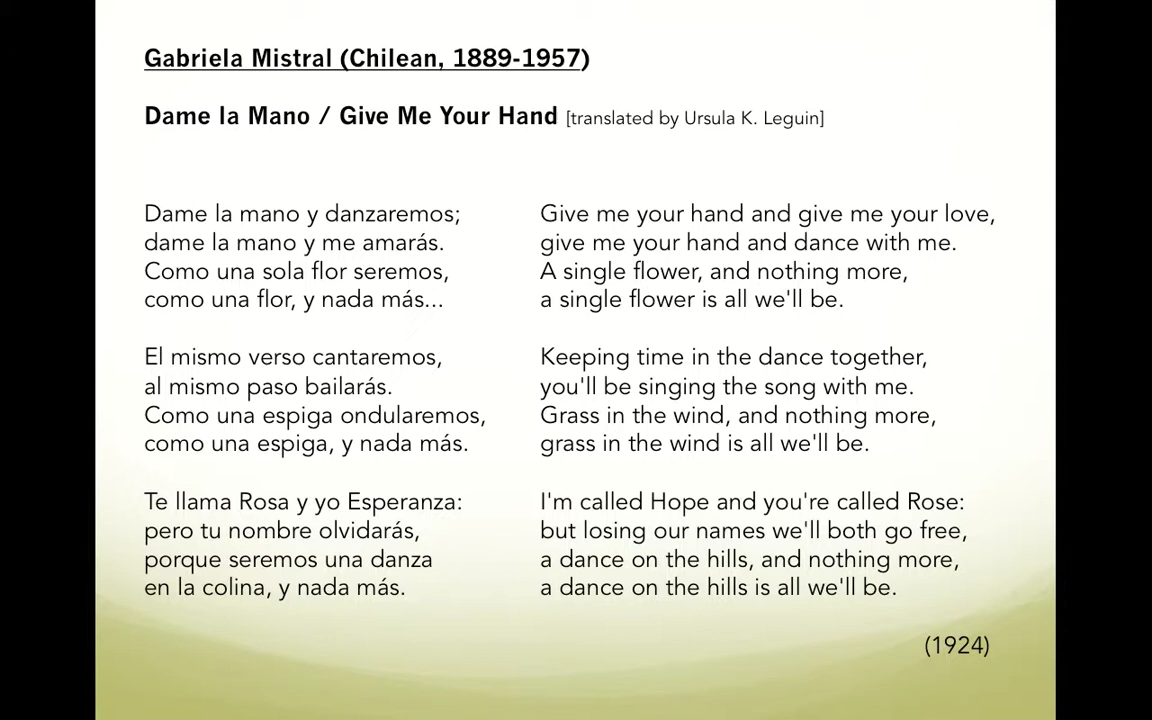 Gabriela Mistral (Chilean, 1889-1957)
Dame la Mano / Give Me Your Hand [translated by Ursula K. Leguin]
Dame la mano y danzaremos;
dame la mano y me amarás.
Como una sola flor seremos,
como una flor, y nada más...
El mismo verso cantaremos,
al mismo paso bailarás.
Como una espiga ondularemos,
como una espiga, y nada más.
Te llama Rosa y yo Esperanza:
pero tu nombre olvidarás,
porque seremos una danza
en la colina, y nada más.
Give me your hand and give me your love,
give me your hand and dance with me.
A single flower, and nothing more,
a single flower is all we'll be.
Keeping time in the dance together,
you'll be singing the song with me.
Grass in the wind, and nothing more,
grass in the wind is all we'll be.
I'm called Hope and you're called Rose:
but losing our names we'll both go free,
a dance on the hills, and nothing more,
a dance on the hills is all we'll be.
(1924)